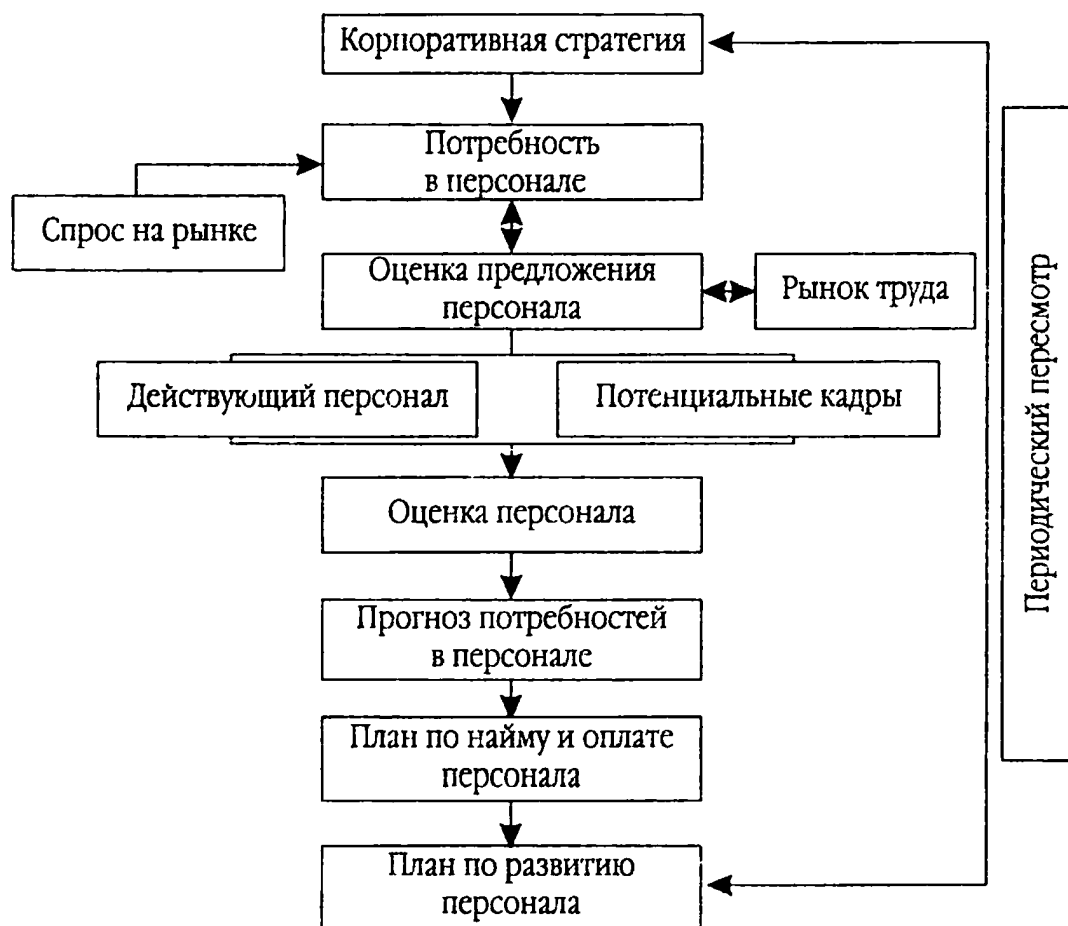 Корпоративная стратегия
Потребность
в персонале
Спрос на рынке
Оценка предложения
персонала
Рынок труда
Действующий персонал
Потенциальные кадры
Оценка персонала
Прогноз потребностей
в персонале
План по найму и оплате
персонала
План по развитию
персонала
Периодический пересмотр